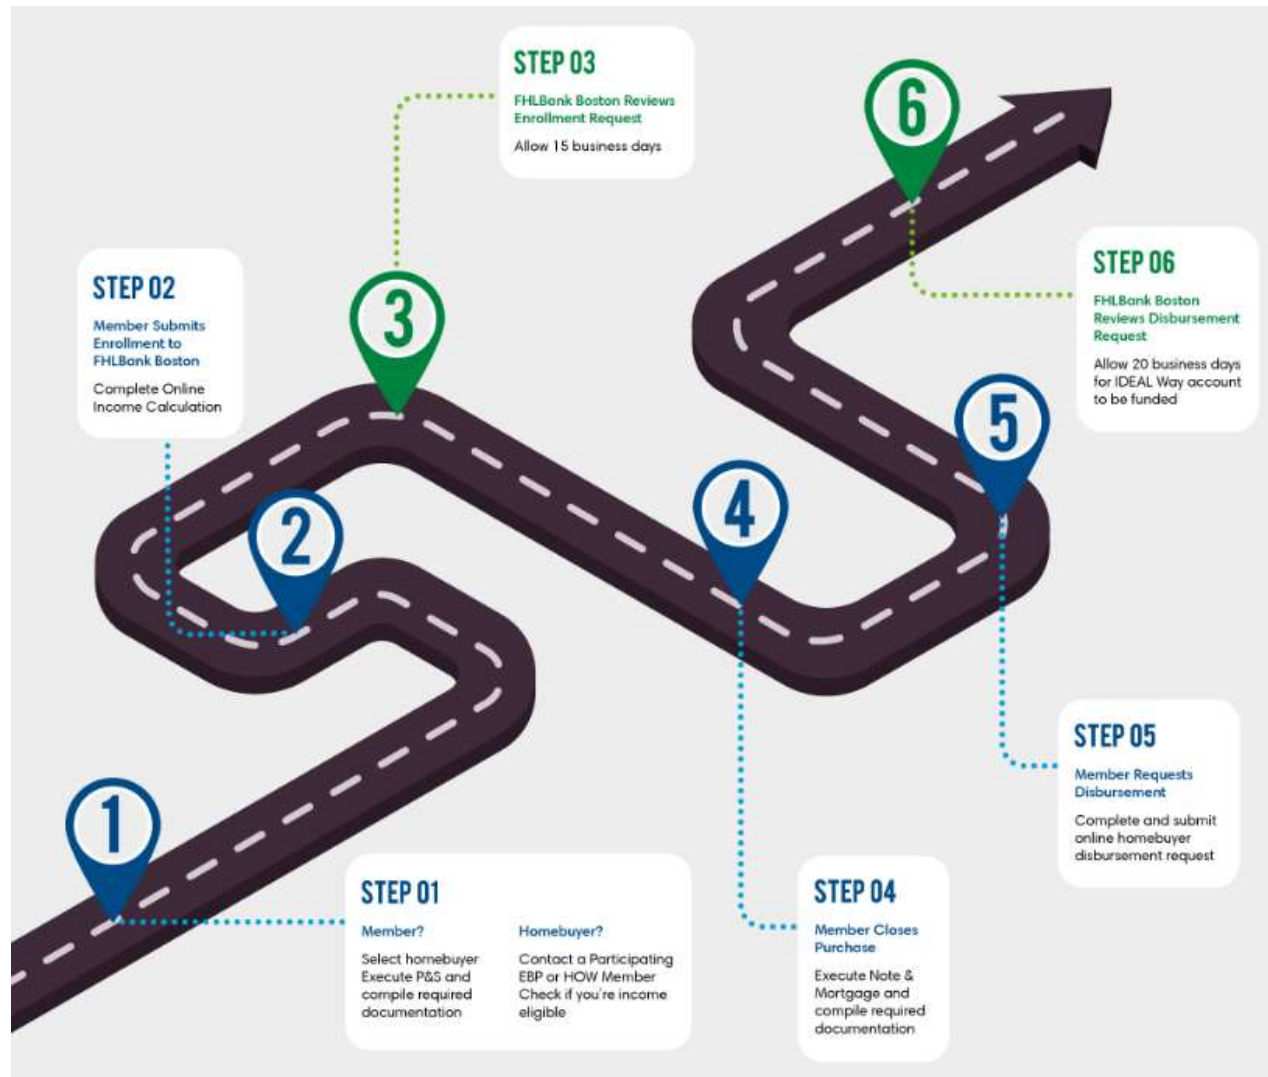 STEP 01
Member?
Select homebuyer
Execute P&S and
compile required
documentation
Homebuyer?
Contact a Participating
EBP or HOW Member
Check if you're income
eligible
1
STEP 02
Member Submits
Enrollment to
FHLBank Boston
Complete Online
Income Calculation
2
STEP 03
FHLBank Boston Reviews
Enrollment Request
Allow 15 business days
3
STEP 04
Member Closes
Purchase
Execute Note &
Mortgage and
compile required
documentation
4
STEP 05
Member Requests
Disbursement
Complete and submit
online homebuyer
disbursement request
5
STEP 06
FHLBank Boston
Reviews Disbursement
Request
Allow 20 business days
for IDEAL Way account
to be funded
6